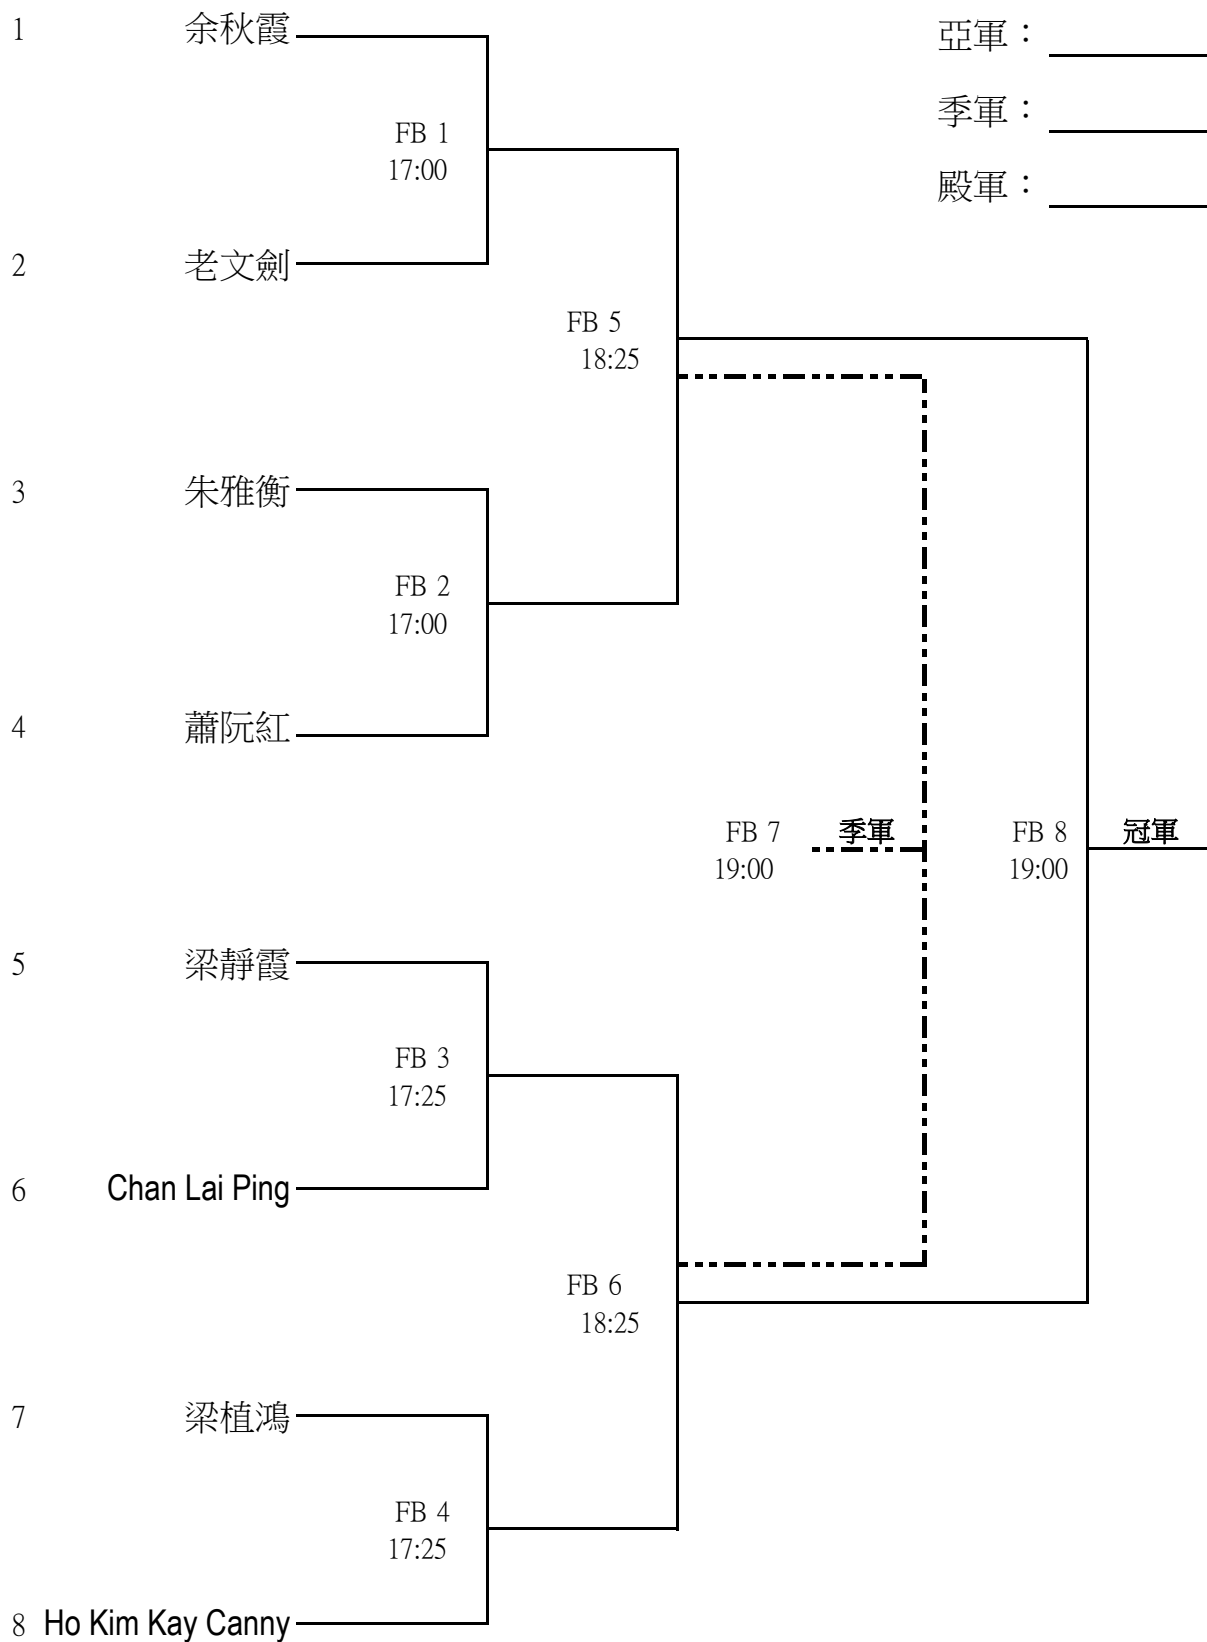 1 余秋霞
亞軍：
季軍：
FB 1
17:00
殿軍：
2 老文劍
FB 5
18:25
3 朱雅衡
FB 2
17:00
4 蕭阮紅
FB 7 季軍 FB 8 冠軍
19:00 19:00
5 梁靜霞
FB 3
17:25
6 Chan Lai Ping
FB 6
18:25
7 梁植鴻
FB 4
17:25
8 Ho Kim Kay Canny